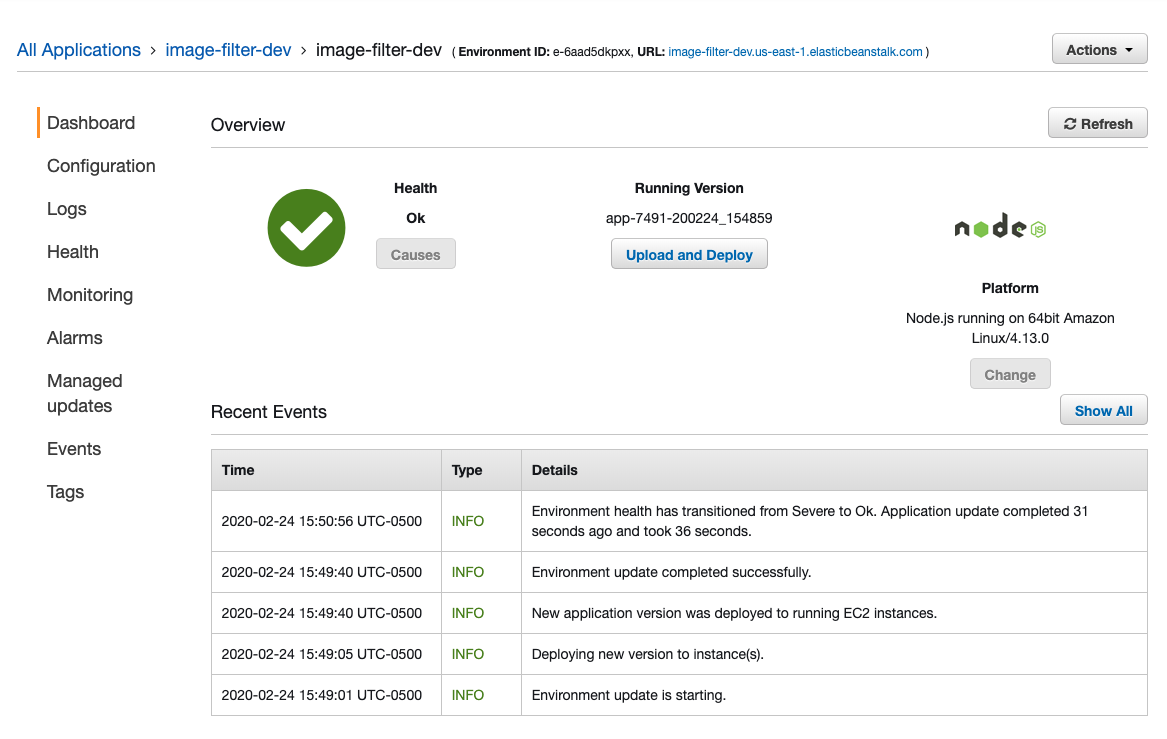 All Applications › image-filter-dev › image-filter-dev ( Environment ID: e-6aad5dkpxx, URL: image-filter-dev.us-east-1.elasticbeanstalk.com )
Actions
Dashboard
Configuration
Logs
Health
Monitoring
Alarms
Managed
updates
Events
Tags
Overview
Refresh
Health
Ok
Causes
Running Version
app-7491-200224_154859
Upload and Deploy
node JS
Platform
Node.js running on 64bit Amazon
Linux/4.13.0
Change
Recent Events
Show All
Time Type Details
2020-02-24 15:50:56 UTC-0500 INFO Environment health has transitioned from Severe to Ok. Application update completed 31
seconds ago and took 36 seconds.
2020-02-24 15:49:40 UTC-0500 INFO Environment update completed successfully.
2020-02-24 15:49:40 UTC-0500 INFO New application version was deployed to running EC2 instances.
2020-02-24 15:49:05 UTC-0500 INFO Deploying new version to instance(s).
2020-02-24 15:49:01 UTC-0500 INFO Environment update is starting.